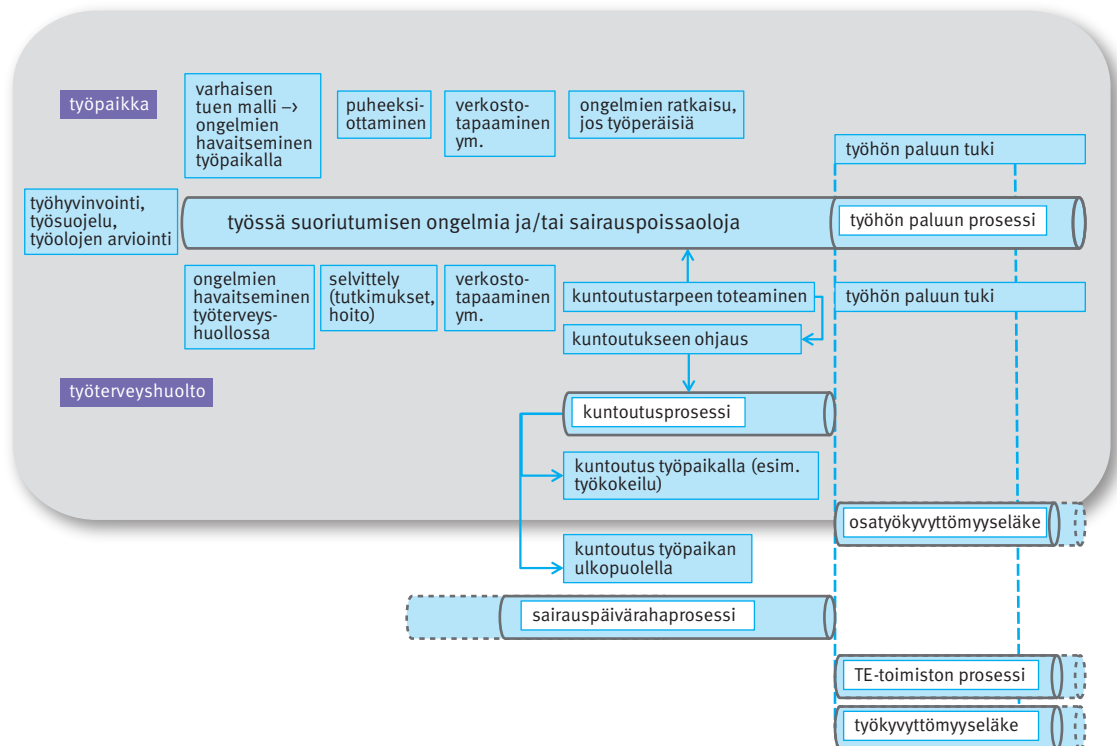 työpaikka
varhaisen
tuen malli –>
ongelmien
havaitseminen
työpaikalla
puheeksi-
ottaminen
verkosto-
tapaaminen
ym.
ongelmien ratkaisu,
jos työperäisiä
työhön paluun tuki
työhyvinvointi,
työsuojelu,
työolojen arviointi
työssä suoriutumisen ongelmia ja/tai sairauspoissaoloja
työhön paluun prosessi
ongelmien
havaitseminen
työterveys-
huollossa
selvittely
(tutkimukset,
hoito)
verkosto-
tapaaminen
ym.
kuntoutustarpeen toteaminen
työhön paluun tuki
kuntoutukseen ohjaus
työterveyshuolto
kuntoutusprosessi
kuntoutus työpaikalla (esim.
työkokeilu)
osatyökyvyttömyyseläke
kuntoutus työpaikan
ulkopuolella
sairauspäivärahaprosessi
TE-toimiston prosessi
työkyvyttömyyseläke